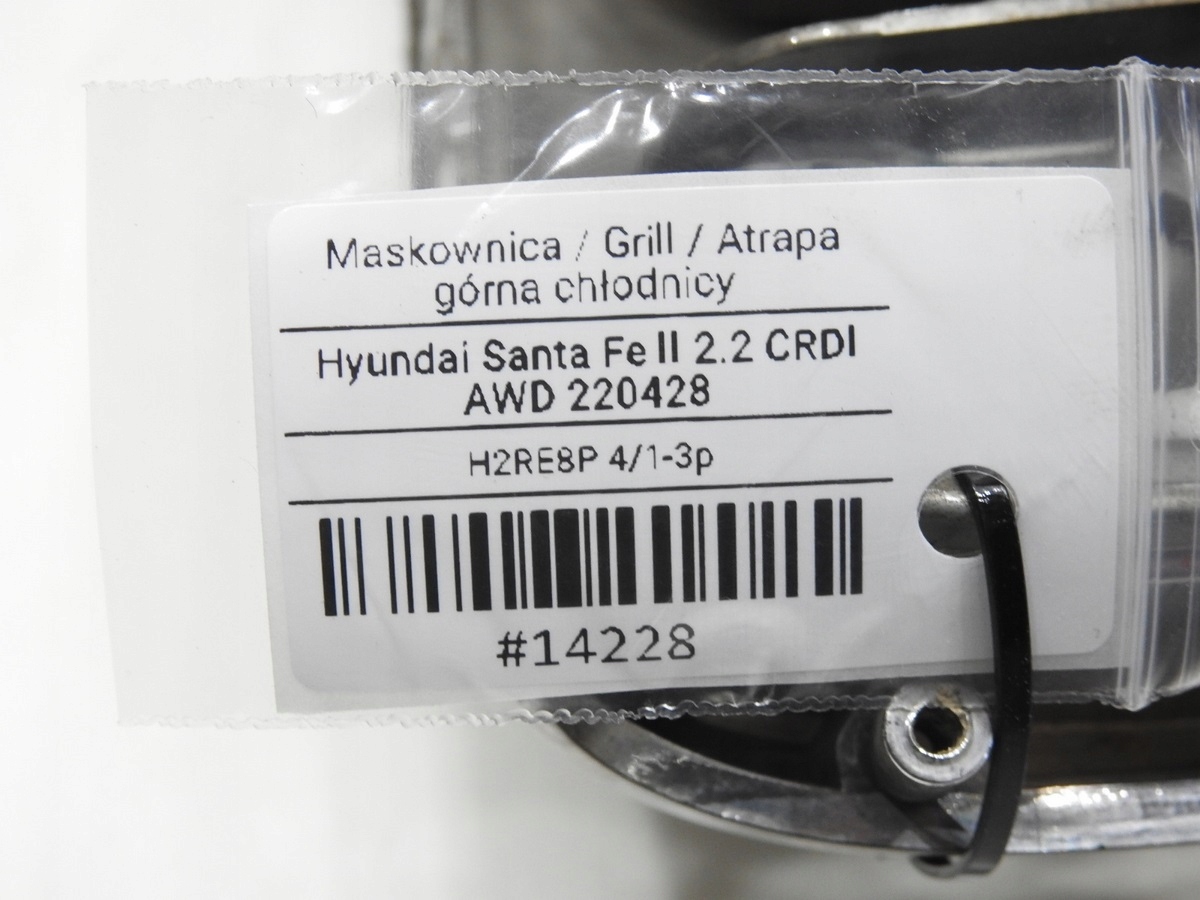 Maskownica / Grill / Atrapa
górna chłodnicy
Hyundai Santa Fe II 2.2 CRDI
AWD 220428
H2RE8P 4/1-3p
#14228